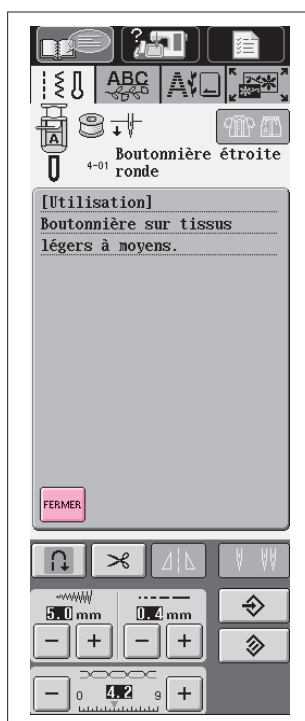 ?
ABC
A
A
4-01 Boutonnière étroite
ronde
[Utilisation]
Boutonnière sur tissus
légers à moyens.
FERMER
5.0 mm 0.4 mm
− + − +
− 0 4.2 9 +